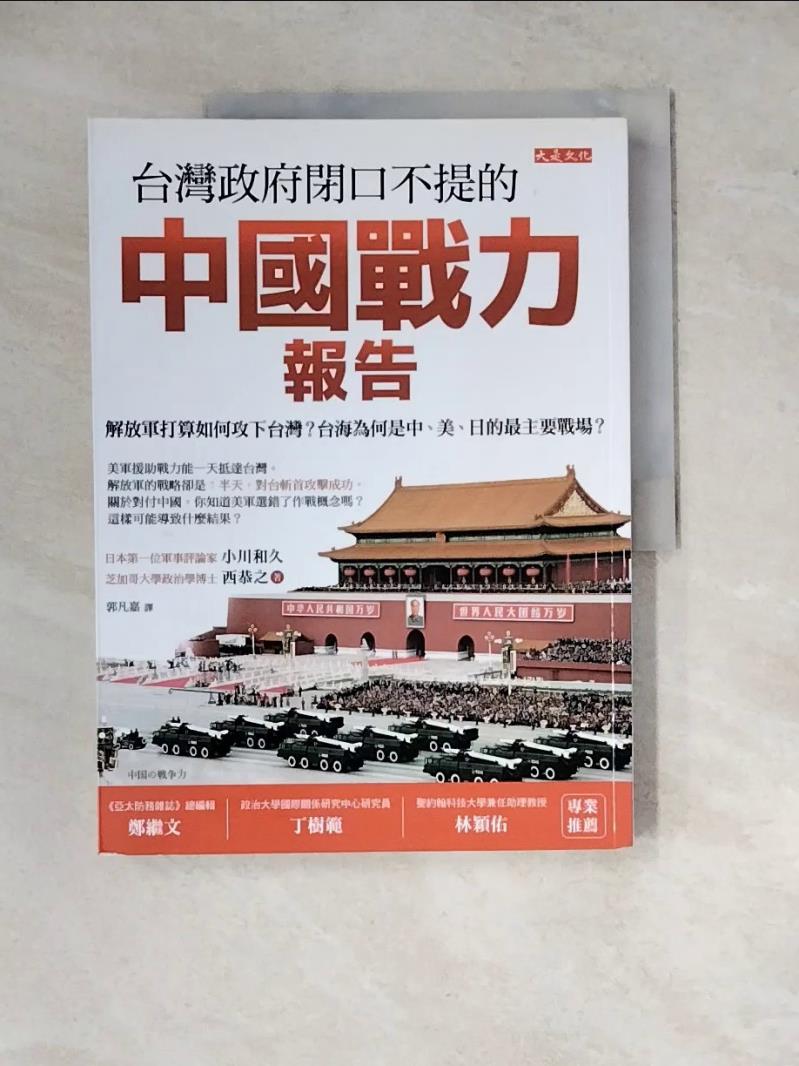 大是文化
台灣政府閉口不提的
中國戰力
報告
解放軍打算如何攻下台灣？台海為何是中、美、日的最主要戰場？
美軍援助戰力能一天抵達台灣。
解放軍的戰略卻是：半天，對台斬首攻擊成功。
關於對付中國，你知道美軍選錯了作戰概念嗎？
這樣可能導致什麼結果？
日本第一位軍事評論家 小川和久
芝加哥大學政治學博士 西恭之 著
郭凡嘉 譯
中华人民共和国万岁
世界人民大团结万岁
中国の戦争力
《亞太防務雜誌》總編輯
鄭繼文
政治大學國際關係研究中心研究員
丁樹範
聖約翰科技大學兼任助理教授
林穎佑
專業
推薦